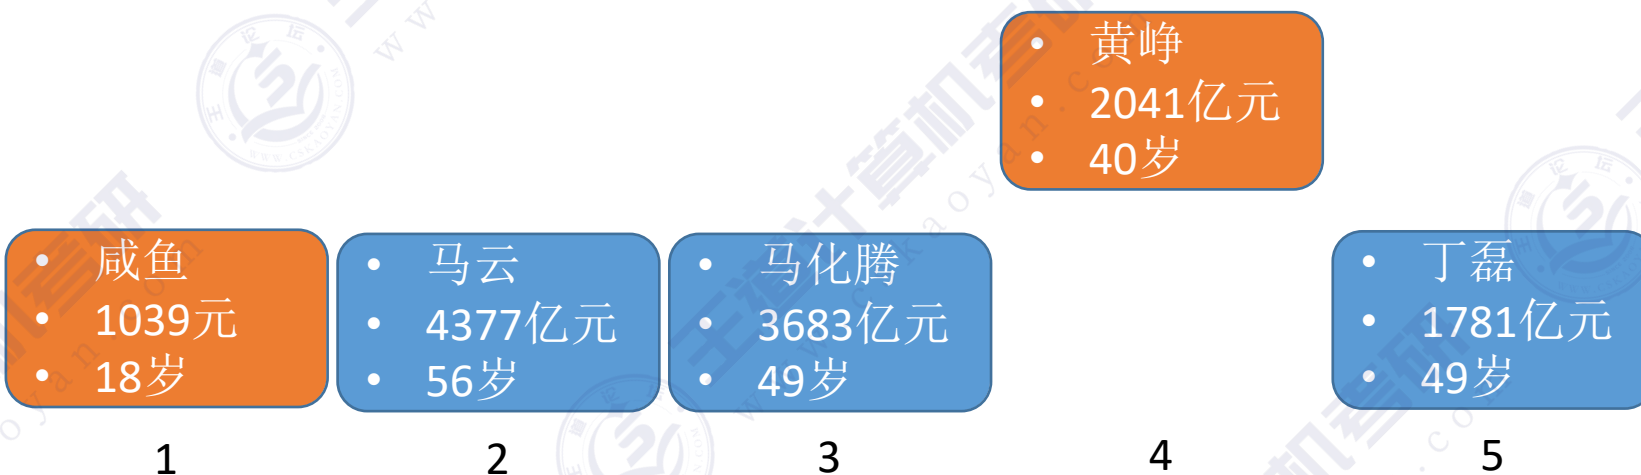 黄峥
2041亿元
40岁
咸鱼
1039元
18岁
马云
4377亿元
56岁
马化腾
3683亿元
49岁
丁磊
1781亿元
49岁
1
2
3
4
5